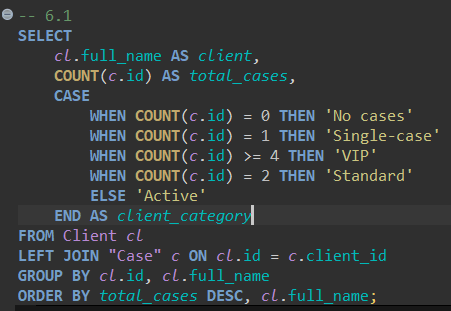 -- 6.1
SELECT
    cl.full_name AS client,
    COUNT(c.id) AS total_cases,
    CASE
        WHEN COUNT(c.id) = 0 THEN 'No cases'
        WHEN COUNT(c.id) = 1 THEN 'Single-case'
        WHEN COUNT(c.id) >= 4 THEN 'VIP'
        WHEN COUNT(c.id) = 2 THEN 'Standard'
        ELSE 'Active'
    END AS client_category
FROM Client cl
LEFT JOIN "Case" c ON cl.id = c.client_id
GROUP BY cl.id, cl.full_name
ORDER BY total_cases DESC, cl.full_name;